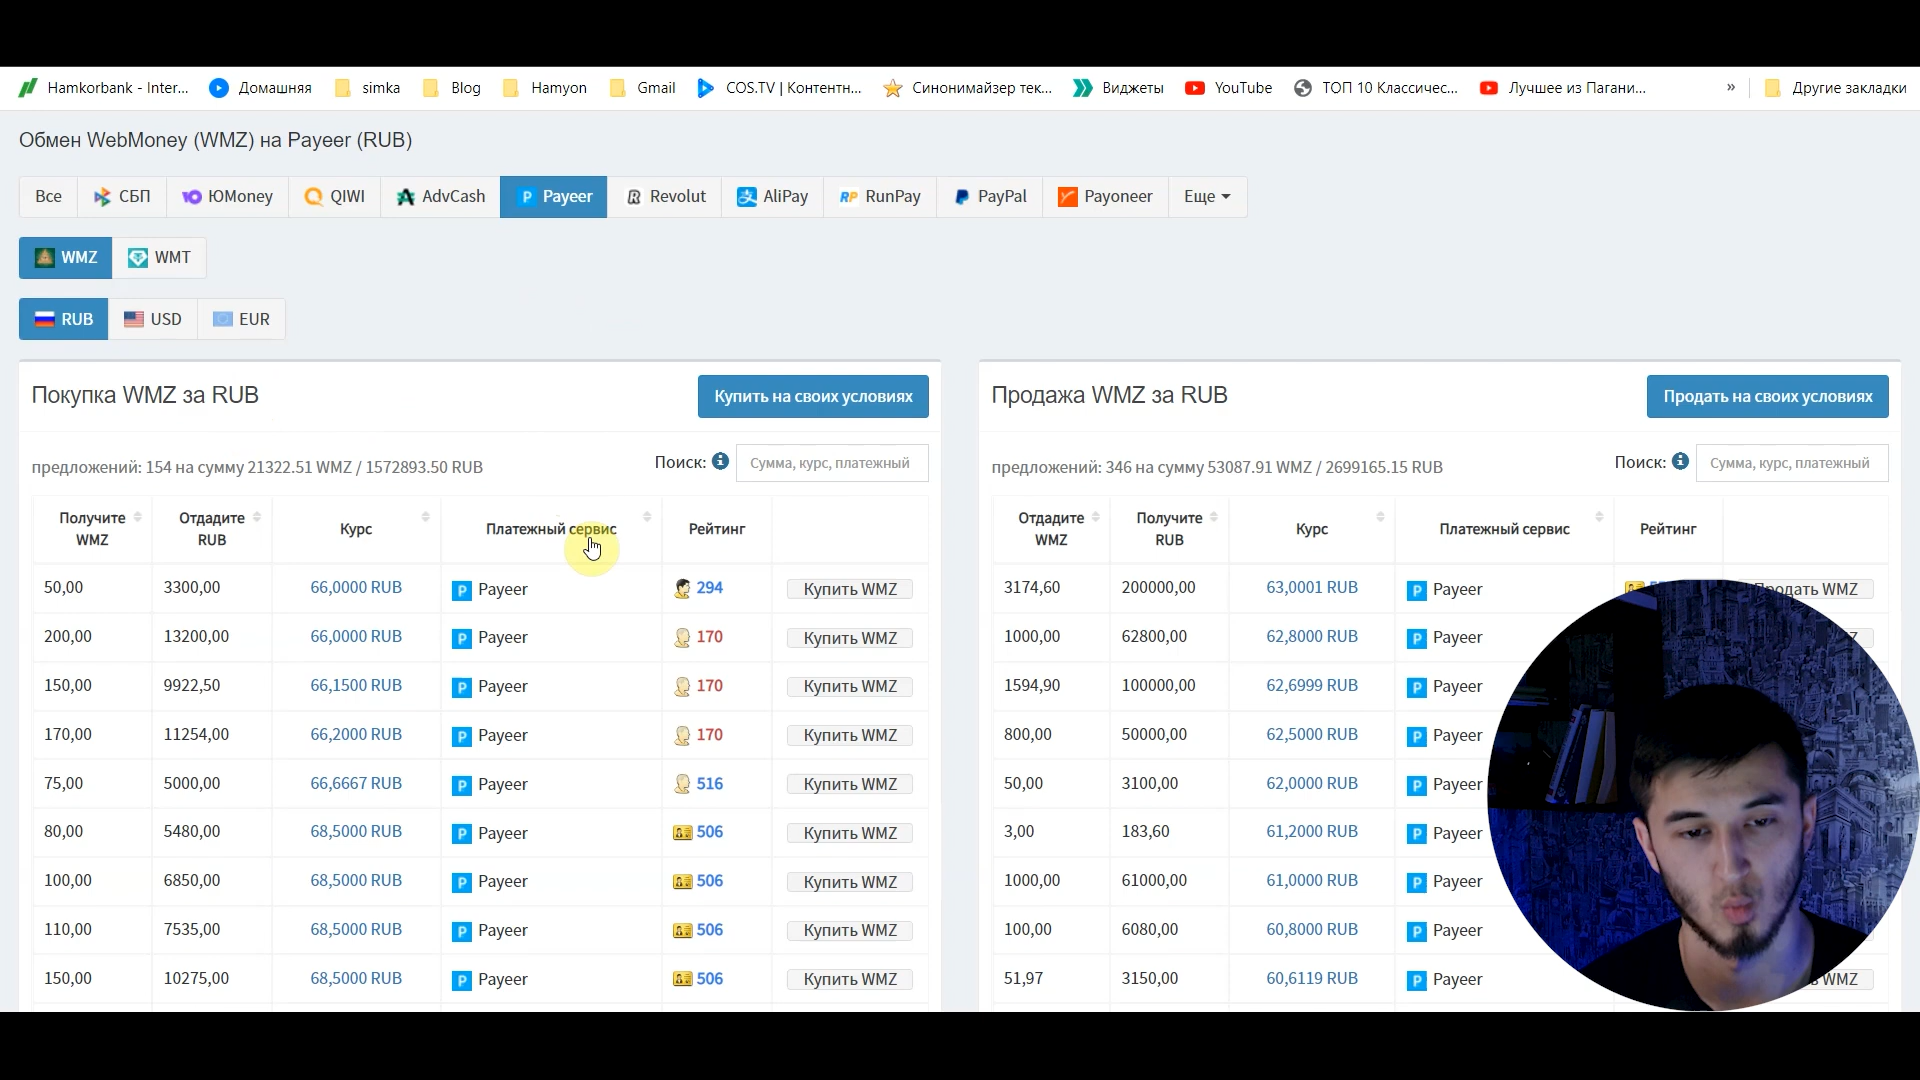 Hamkorbank - Inter... Домашняя simka Blog Hamyon Gmail COS.TV | Контентн... Синонимайзер тек... Виджеты YouTube ТОП 10 Классичес... Лучшее из Пагани... » Другие закладки
Обмен WebMoney (WMZ) на Payeer (RUB)
Все СБП ЮMoney QIWI AdvCash Payeer Revolut AliPay RunPay PayPal Payoneer Еще
WMZ WMT
RUB USD EUR
Покупка WMZ за RUB
Купить на своих условиях
предложений: 154 на сумму 21322.51 WMZ / 1572893.50 RUB
Поиск: Сумма, курс, платежный
Получите WMZ Отдадите RUB Курс Платежный сервис Рейтинг
50,00 3300,00 66,0000 RUB Payeer 294 Купить WMZ
200,00 13200,00 66,0000 RUB Payeer 170 Купить WMZ
150,00 9922,50 66,1500 RUB Payeer 170 Купить WMZ
170,00 11254,00 66,2000 RUB Payeer 170 Купить WMZ
75,00 5000,00 66,6667 RUB Payeer 516 Купить WMZ
80,00 5480,00 68,5000 RUB Payeer 506 Купить WMZ
100,00 6850,00 68,5000 RUB Payeer 506 Купить WMZ
110,00 7535,00 68,5000 RUB Payeer 506 Купить WMZ
150,00 10275,00 68,5000 RUB Payeer 506 Купить WMZ
Продажа WMZ за RUB
Продать на своих условиях
предложений: 346 на сумму 53087.91 WMZ / 2699165.15 RUB
Поиск: Сумма, курс, платежный
Отдадите WMZ Получите RUB Курс Платежный сервис Рейтинг
3174,60 200000,00 63,0001 RUB Payeer WMZ
1000,00 62800,00 62,8000 RUB Payeer
1594,90 100000,00 62,6999 RUB Payeer
800,00 50000,00 62,5000 RUB Payeer
50,00 3100,00 62,0000 RUB Payeer
3,00 183,60 61,2000 RUB Payeer
1000,00 61000,00 61,0000 RUB Payeer
100,00 6080,00 60,8000 RUB Payeer
51,97 3150,00 60,6119 RUB Payeer WMZ